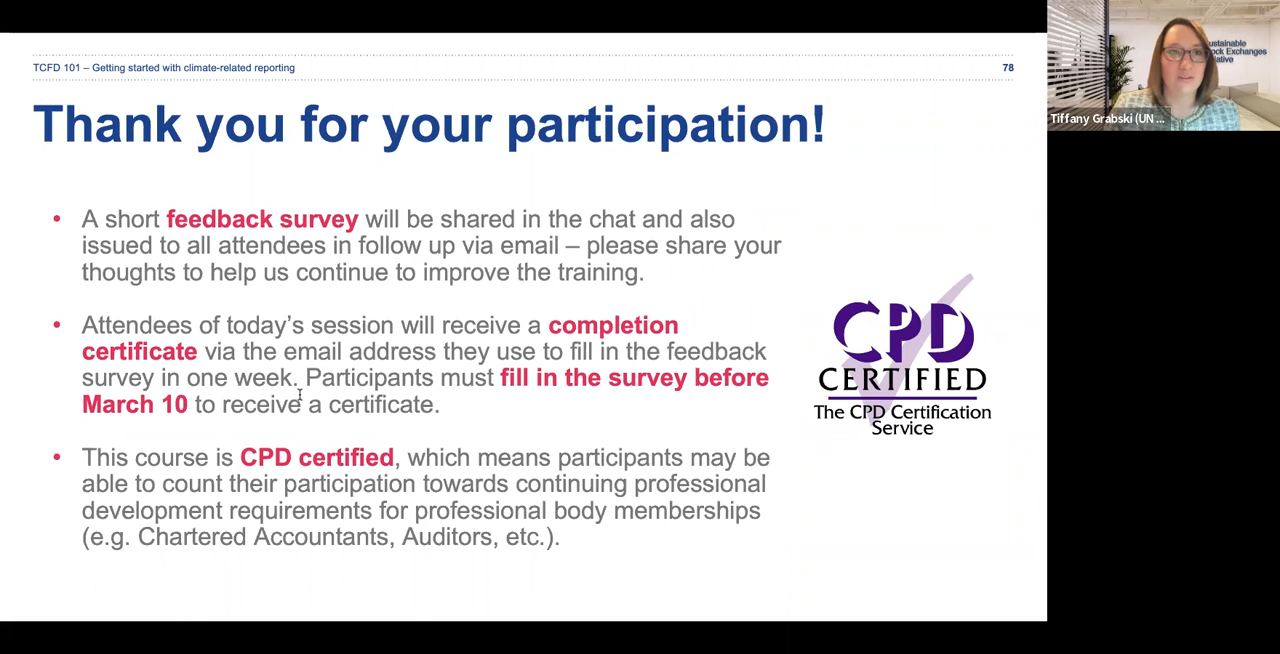 TCFD 101 – Getting started with climate-related reporting
78
Thank you for your participation!
• A short feedback survey will be shared in the chat and also
issued to all attendees in follow up via email – please share your
thoughts to help us continue to improve the training.
• Attendees of today's session will receive a completion
certificate via the email address they use to fill in the feedback
survey in one week. Participants must fill in the survey before
March 10 to receive a certificate.
• This course is CPD certified, which means participants may be
able to count their participation towards continuing professional
development requirements for professional body memberships
(e.g. Chartered Accountants, Auditors, etc.).
CPD
CERTIFIED
The CPD Certification
Service
ustainable
ock Exchanges
itiative
Tiffany Grabski (UN ...